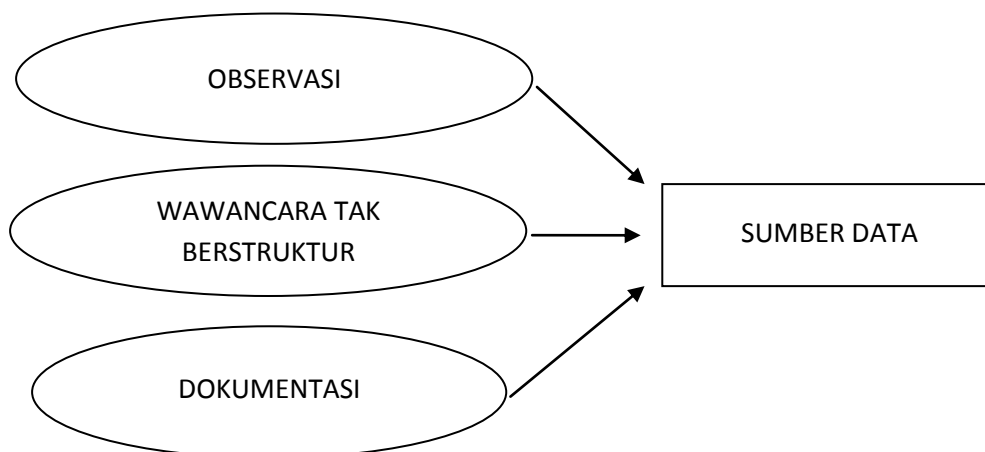 OBSERVASI
WAWANCARA TAK
BERSTRUKTUR
SUMBER DATA
DOKUMENTASI